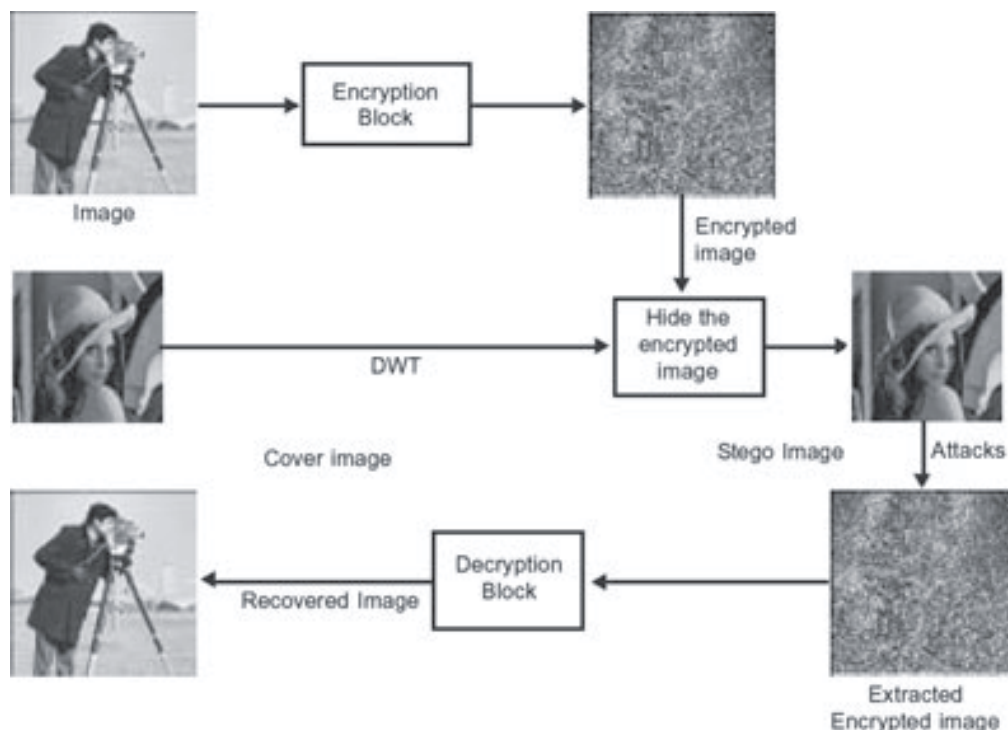 Encryption
Block
Image
Encrypted
image
Hide the
encrypted
image
DWT
Cover image
Stego Image
Attacks
Decryption
Block
Recovered Image
Extracted
Encrypted image